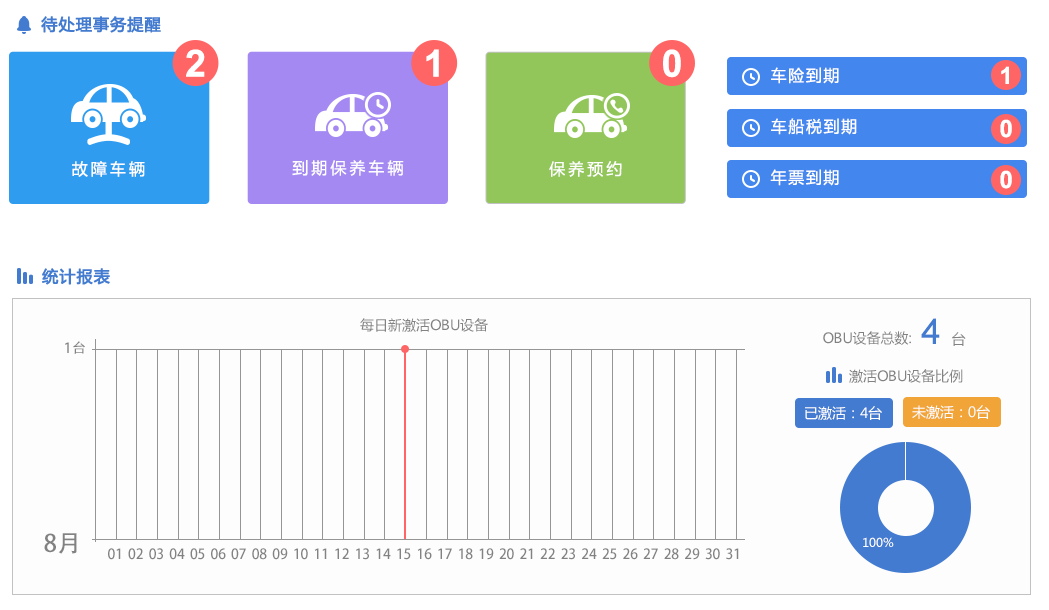 待处理事务提醒
2
故障车辆
1
到期保养车辆
0
保养预约
车险到期 1
车船税到期 0
年票到期 0
统计报表
每日新激活OBU设备
1台
8月
01 02 03 04 05 06 07 08 09 10 11 12 13 14 15 16 17 18 19 20 21 22 23 24 25 26 27 28 29 30 31
OBU设备总数: 4 台
激活OBU设备比例
已激活：4台
未激活：0台
100%